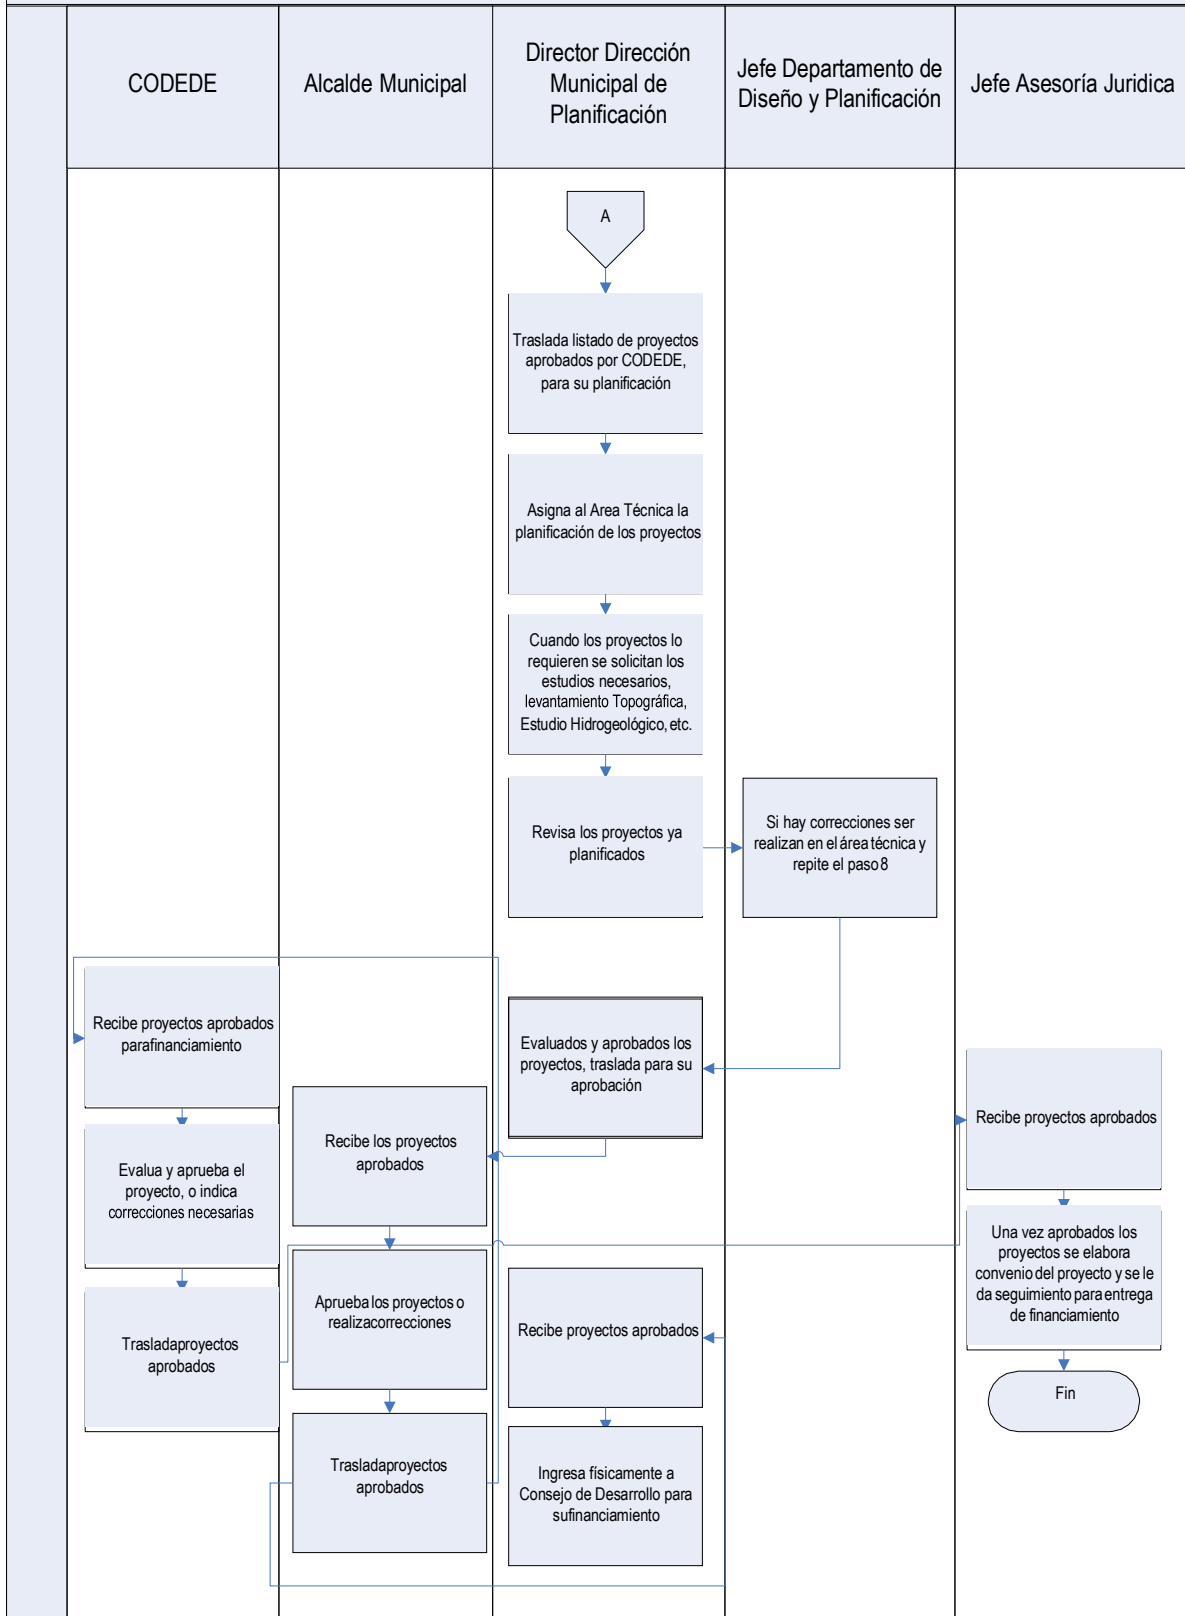 CODEDE
Alcalde Municipal
Director Dirección
Municipal de
Planificación
Jefe Departamento de
Diseño y Planificación
Jefe Asesoría Juridica
A
Traslada listado de proyectos
aprobados por CODEDE,
para su planificación
Asigna al Area Técnica la
planificación de los proyectos
Cuando los proyectos lo
requieren se solicitan los
estudios necesarios,
levantamiento Topográfica,
Estudio Hidrogeológico, etc.
Revisa los proyectos ya
planificados
Si hay correcciones ser
realizan en el área técnica y
repite el paso 8
Evaluados y aprobados los
proyectos, traslada para su
aprobación
Recibe los proyectos
aprobados
Aprueba los proyectos o
realizacorrecciones
Trasladaproyectos
aprobados
Recibe proyectos aprobados
Ingresa físicamente a
Consejo de Desarrollo para
sufinanciamiento
Recibe proyectos aprobados
parafinanciamiento
Evalua y aprueba el
proyecto, o indica
correcciones necesarias
Trasladaproyectos
aprobados
Recibe proyectos aprobados
Una vez aprobados los
proyectos se elabora
convenio del proyecto y se le
da seguimiento para entrega
de financiamiento
Fin